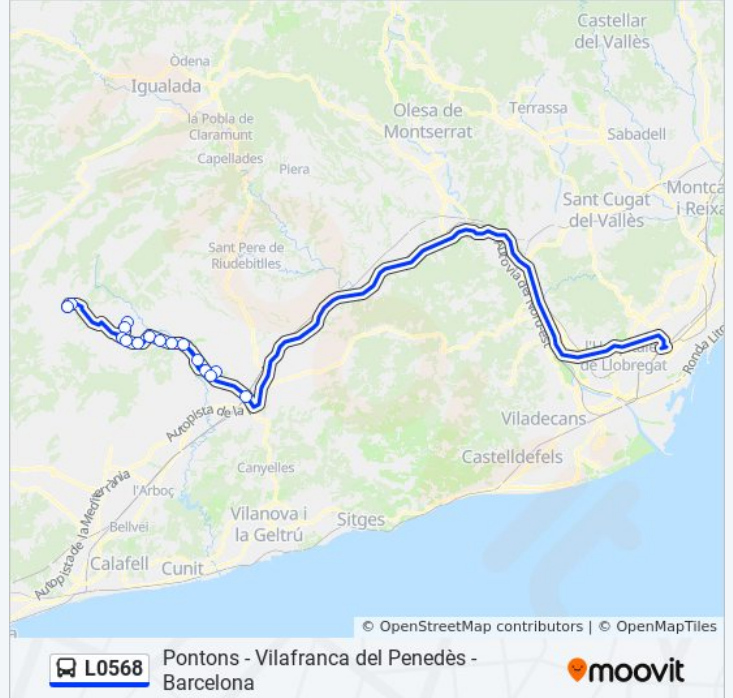 Castellar
del Vallès
Òdena
Igualada
Olesa de
Montserrat
Terrassa
la Pobla de
Claramunt
Sabadell
Capellades
Piera
Sant Cugat
del Vallès
Montca
i Reixa
Sant Pere de
Riudebitlles
Autovia del Nord-est
de Llobregat
Ronda Lito
Autopista de la
Viladecans
Castelldefels
Canyelles
Autopista de la Mediterrània
l'Arboç
Bellvei
Vilanova i
la Geltrú
Sitges
Calafell
Cunit
a
© OpenStreetMap contributors | © OpenMapTiles
L0568
Pontons - Vilafranca del Penedès -
Barcelona
moovit